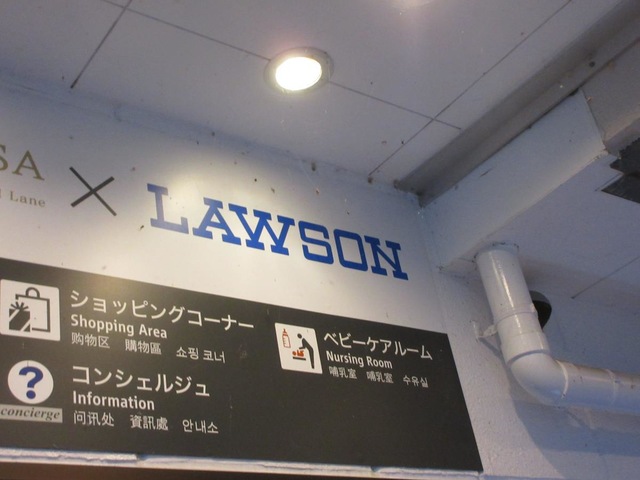 SA
Lane
×
LAWSON
ショッピングコーナー
Shopping Area
购物区 購物區 쇼핑 코너
ベビーケアルーム
Nursing Room
哺乳室 哺乳室 수유실
?
concierge
コンシェルジュ
Information
问讯处 資訊處 안내소